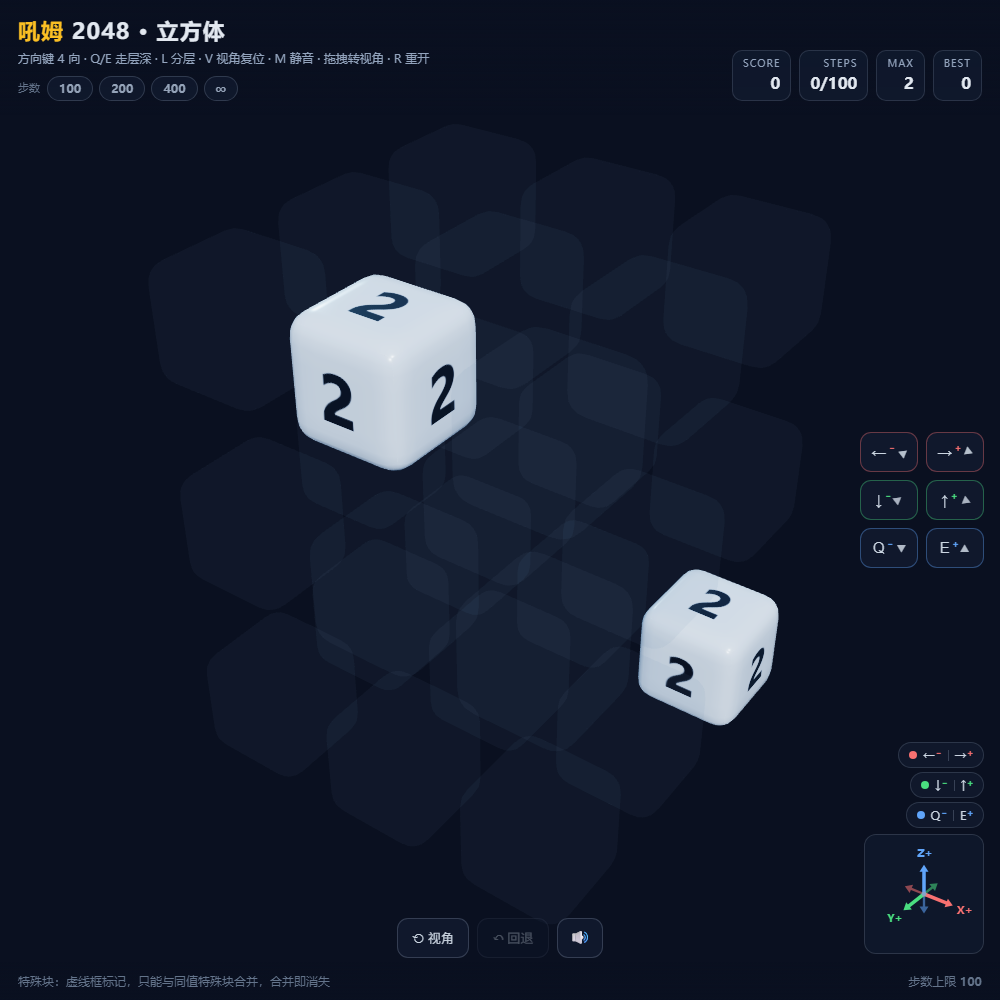 吼姆 2048 • 立方体
方向键 4 向 · Q/E 走层深 · L 分层 · V 视角复位 · M 静音 · 拖拽转视角 · R 重开
步数 100 200 400 ∞
SCORE 0
STEPS 0/100
MAX 2
BEST 0
2
2
2
2
2
2
←-▼ →+▲
↓-▼ ↑+▲
Q-▼ E+▲
←- | →+
↓- | ↑+
Q- | E+
Z+
X+
Y+
视角
回退
特殊块：虚线框标记，只能与同值特殊块合并，合并即消失
步数上限 100